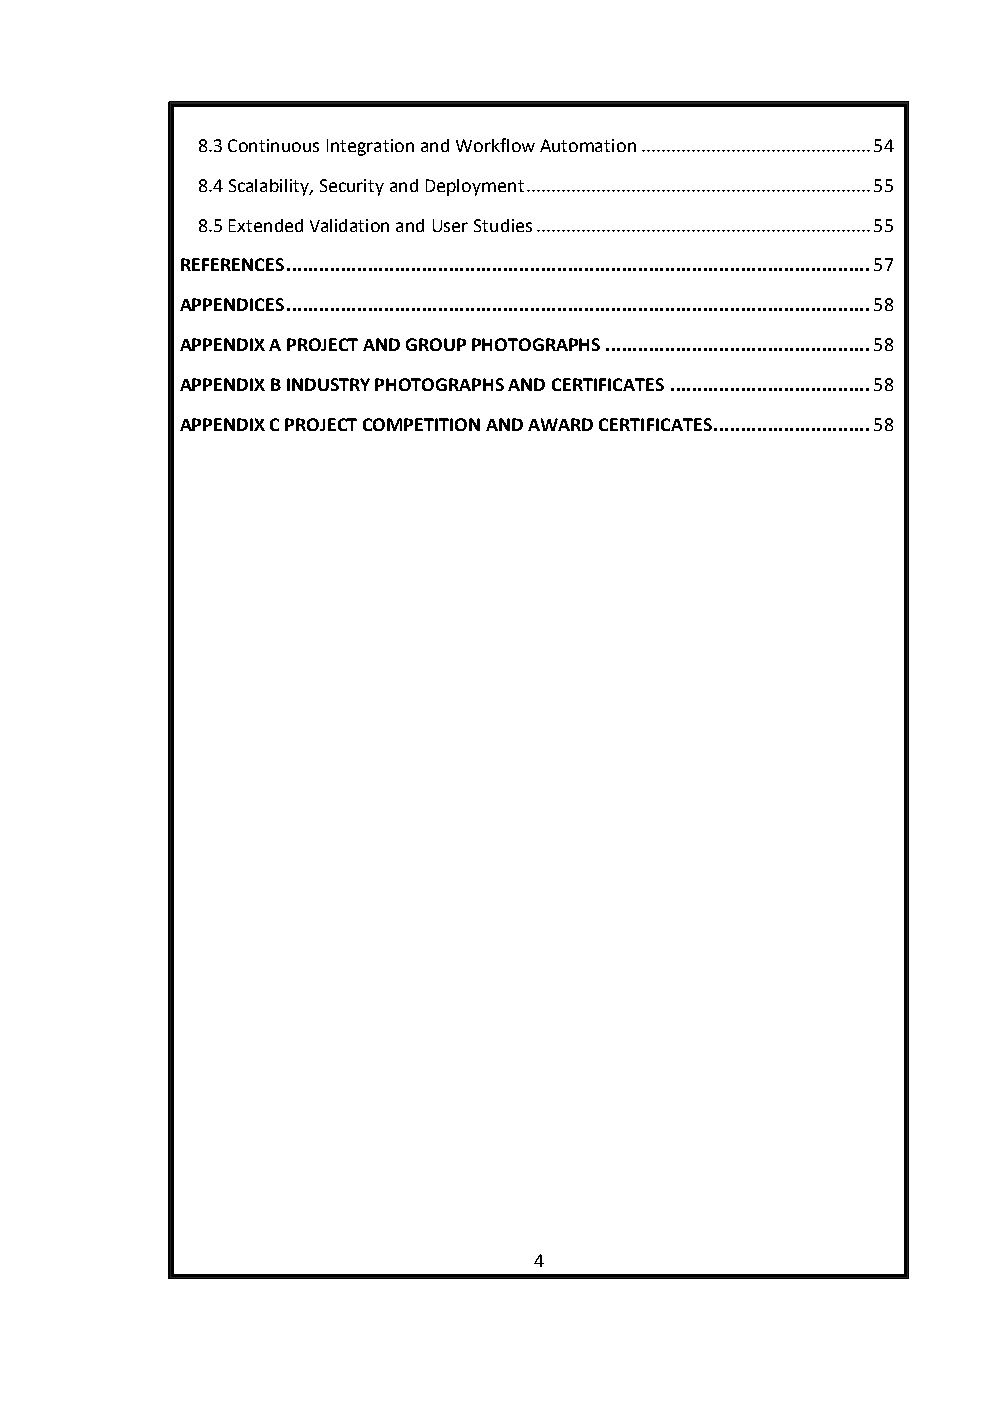 8.3 Continuous Integration and Workflow Automation .............................................. 54
8.4 Scalability, Security and Deployment..................................................................... 55
8.5 Extended Validation and User Studies ................................................................... 55
REFERENCES............................................................................................................ 57
APPENDICES............................................................................................................ 58
APPENDIX A PROJECT AND GROUP PHOTOGRAPHS ................................................. 58
APPENDIX B INDUSTRY PHOTOGRAPHS AND CERTIFICATES ..................................... 58
APPENDIX C PROJECT COMPETITION AND AWARD CERTIFICATES............................. 58
4